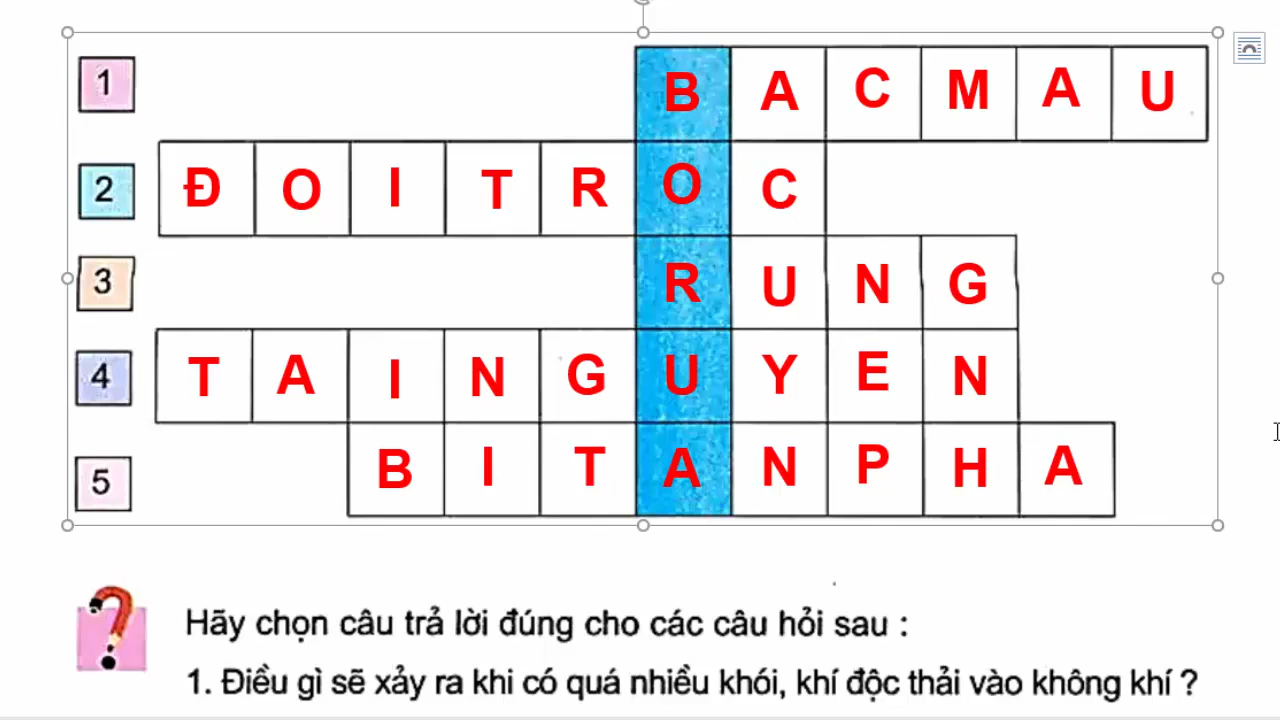 1 BACMAU
2 ĐOITROC
3 RUNG
4 TAINGUYEN
5 BITANPHA
Hãy chọn câu trả lời đúng cho các câu hỏi sau :
1. Điều gì sẽ xảy ra khi có quá nhiều khói, khí độc thải vào không khí ?